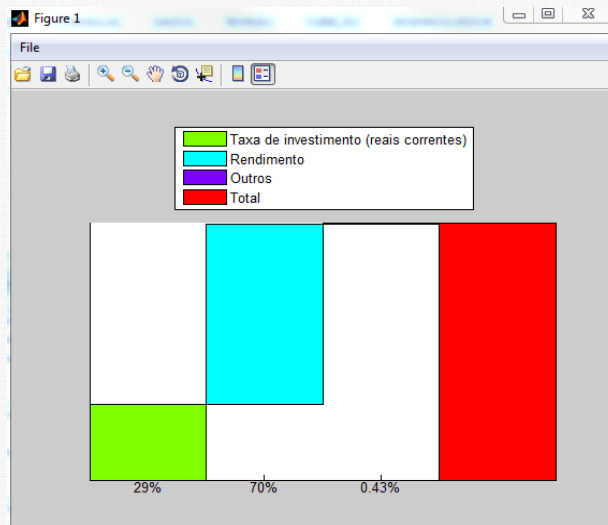 Figure 1
File
Taxa de investimento (reais correntes)
Rendimento
Outros
Total
29% 70% 0.43%